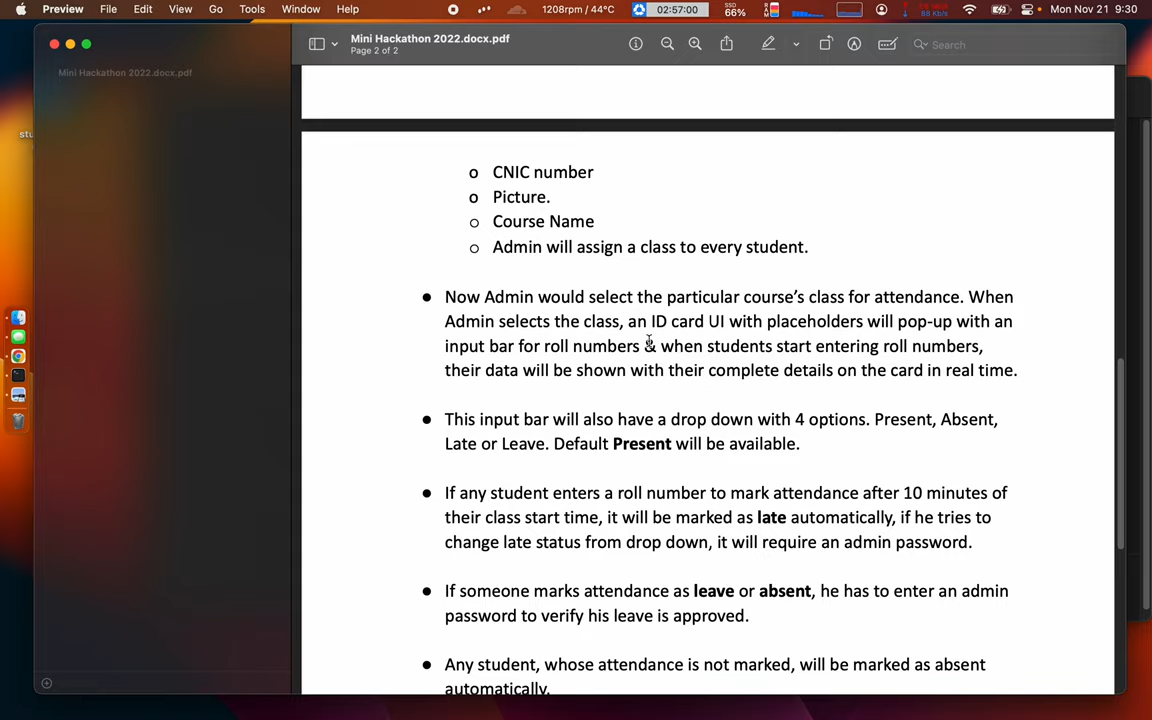 Preview File Edit View Go Tools Window Help 1208rpm / 44°C 02:57:00 SSD 66% 88 Kb/s Mon Nov 21 9:30
Mini Hackathon 2022.docx.pdf
Page 2 of 2
Search
Mini Hackathon 2022.docx.pdf
stu
o CNIC number
o Picture.
o Course Name
o Admin will assign a class to every student.
● Now Admin would select the particular course's class for attendance. When
Admin selects the class, an ID card UI with placeholders will pop-up with an
input bar for roll numbers & when students start entering roll numbers,
their data will be shown with their complete details on the card in real time.
● This input bar will also have a drop down with 4 options. Present, Absent,
Late or Leave. Default Present will be available.
● If any student enters a roll number to mark attendance after 10 minutes of
their class start time, it will be marked as late automatically, if he tries to
change late status from drop down, it will require an admin password.
● If someone marks attendance as leave or absent, he has to enter an admin
password to verify his leave is approved.
● Any student, whose attendance is not marked, will be marked as absent
automatically.